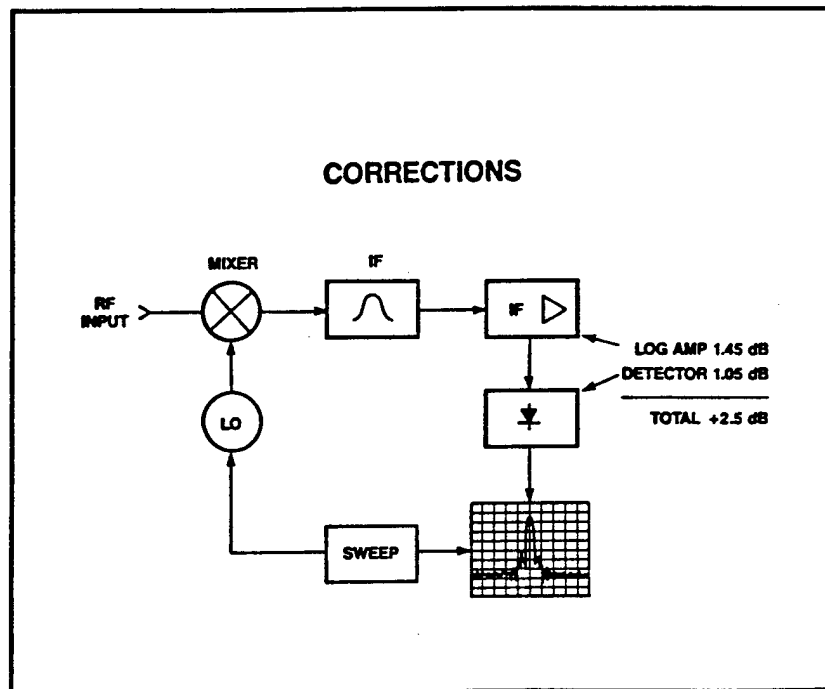 CORRECTIONS
MIXER
IF
RF
INPUT
IF
LOG AMP 1.45 dB
DETECTOR 1.05 dB
TOTAL +2.5 dB
LO
SWEEP